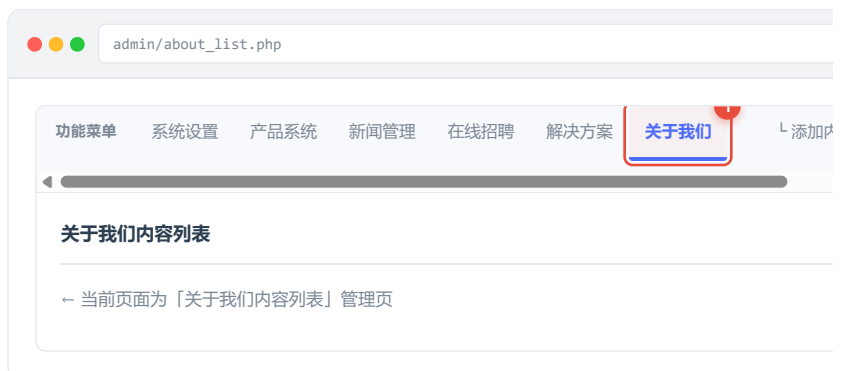 admin/about_list.php
功能菜单 系统设置 产品系统 新闻管理 在线招聘 解决方案 关于我们 └ 添加
关于我们内容列表
← 当前页面为「关于我们内容列表」管理页